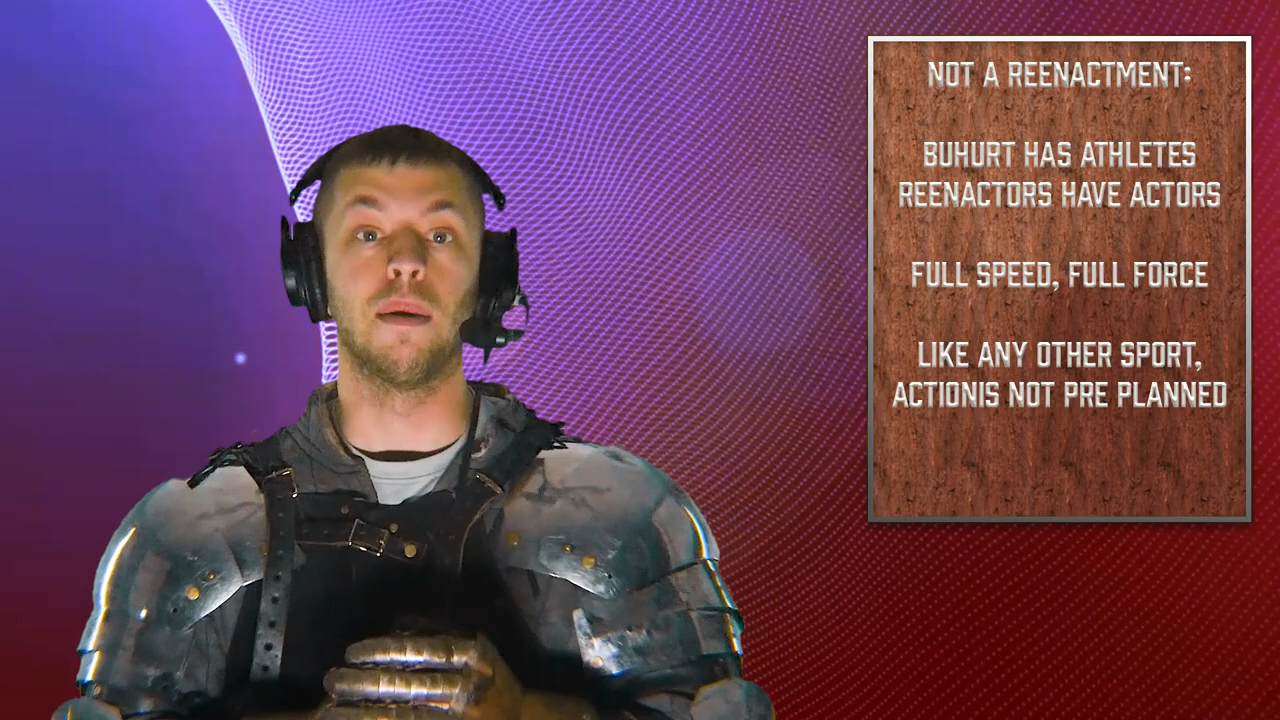 NOT A REENACTMENT:
BUHURT HAS ATHLETES
REENACTORS HAVE ACTORS
FULL SPEED, FULL FORCE
LIKE ANY OTHER SPORT,
ACTIONIS NOT PRE PLANNED